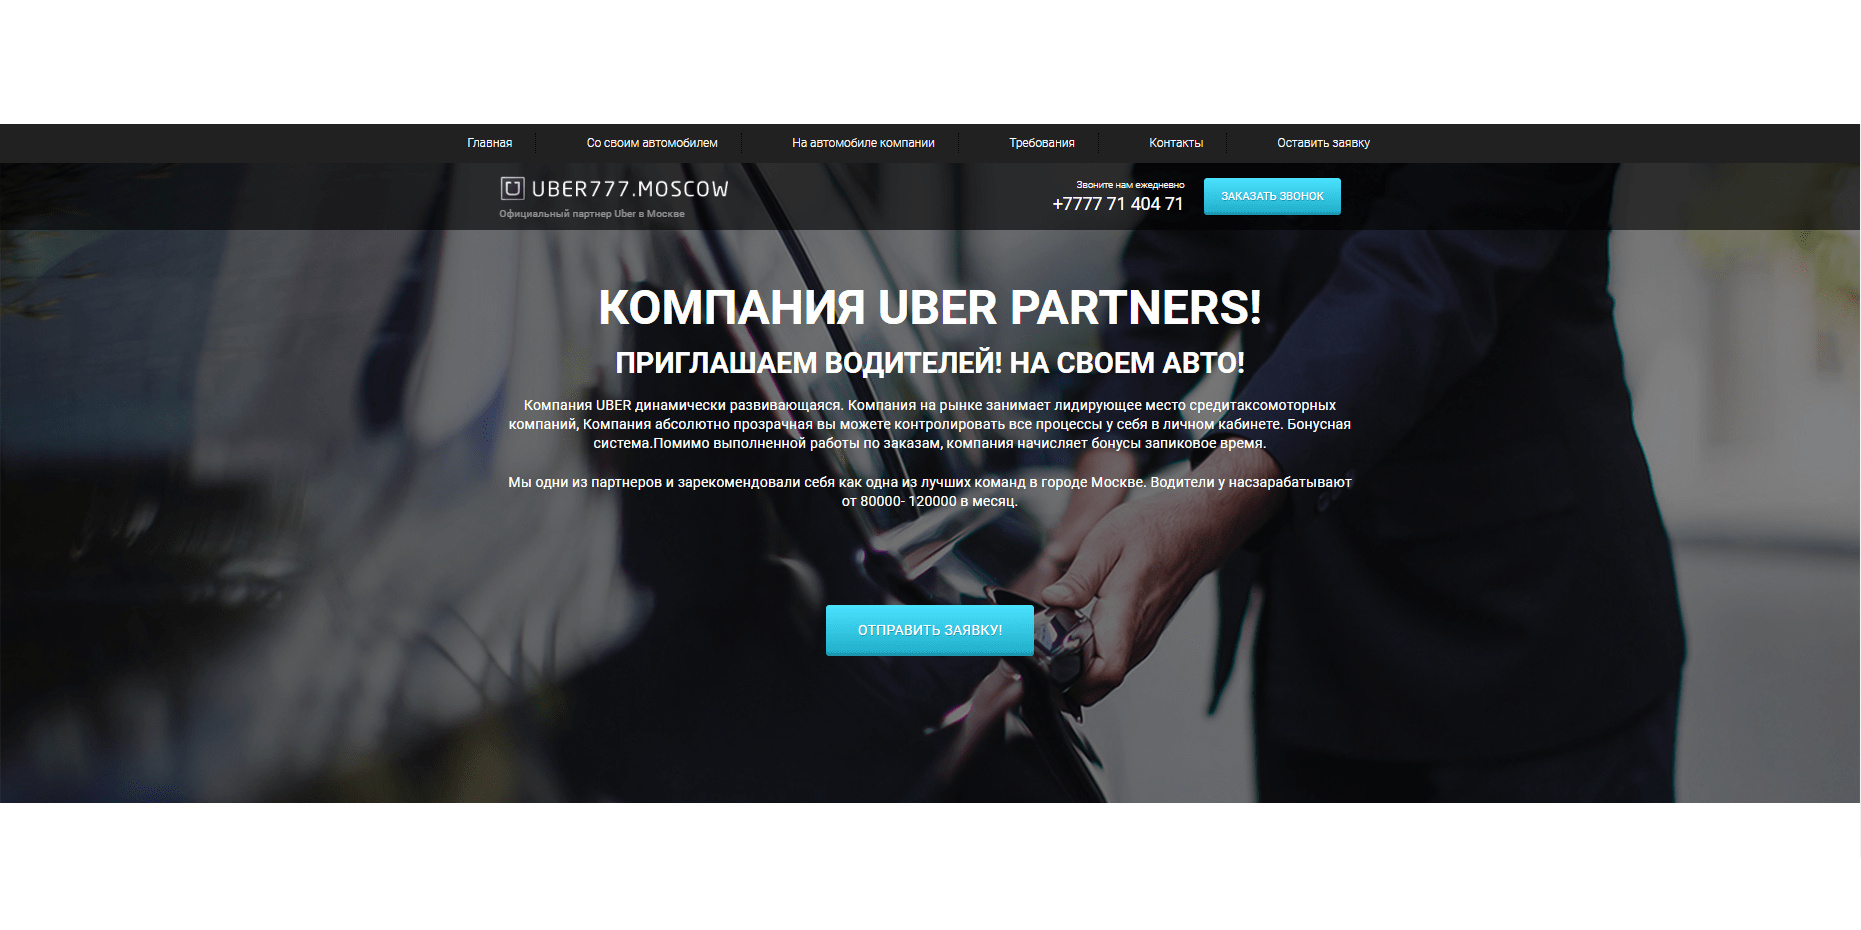 Главная
Со своим автомобилем
На автомобиле компании
Требования
Контакты
Оставить заявку
UBER777.MOSCOW
Официальный партнер Uber в Москве
Звоните нам ежедневно
+7777 71 404 71
ЗАКАЗАТЬ ЗВОНОК
КОМПАНИЯ UBER PARTNERS!
ПРИГЛАШАЕМ ВОДИТЕЛЕЙ! НА СВОЕМ АВТО!
Компания UBER динамически развивающаяся. Компания на рынке занимает лидирующее место средитаксомоторных
компаний, Компания абсолютно прозрачная вы можете контролировать все процессы у себя в личном кабинете. Бонусная
система.Помимо выполненной работы по заказам, компания начисляет бонусы запиковое время.
Мы одни из партнеров и зарекомендовали себя как одна из лучших команд в городе Москве. Водители у насзарабатывают
от 80000- 120000 в месяц.
ОТПРАВИТЬ ЗАЯВКУ!